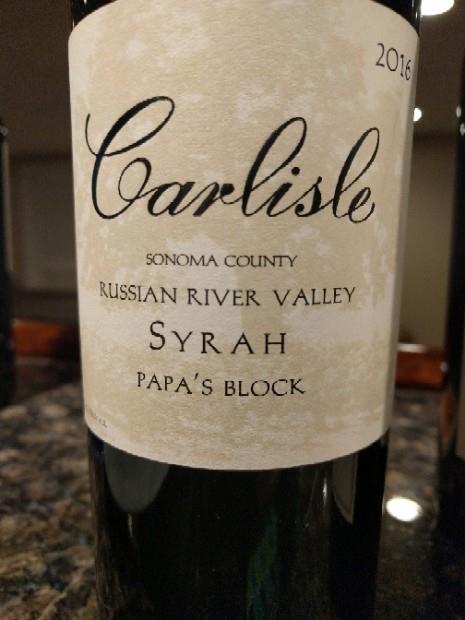 2016
Carlisle
SONOMA COUNTY
RUSSIAN RIVER VALLEY
SYRAH
PAPA'S BLOCK